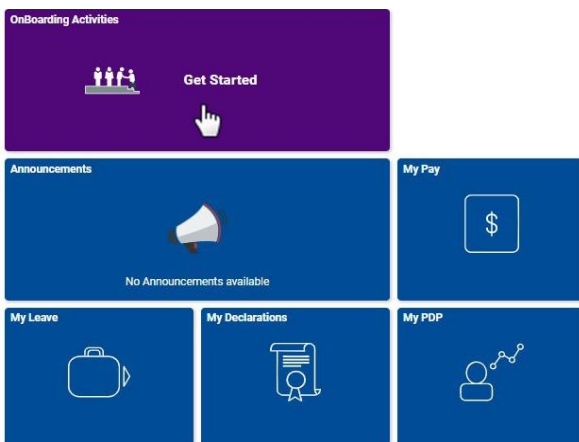 OnBoarding Activities
Get Started
Announcements
No Announcements available
My Pay
$
My Leave
My Declarations
My PDP